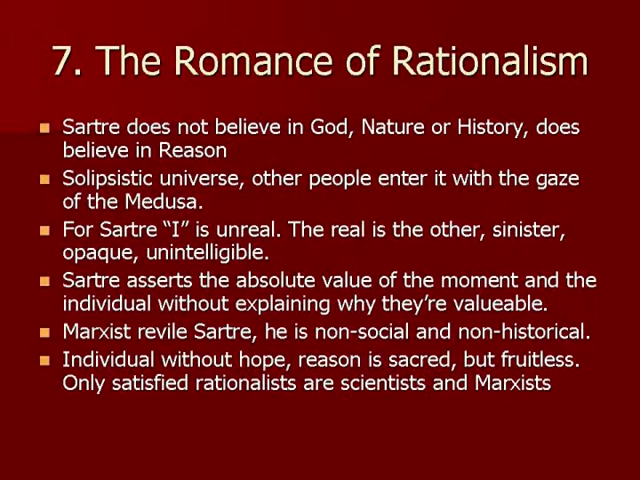 7. The Romance of Rationalism
Sartre does not believe in God, Nature or History, does
believe in Reason
Solipsistic universe, other people enter it with the gaze
of the Medusa.
For Sartre “I” is unreal. The real is the other, sinister,
opaque, unintelligible.
Sartre asserts the absolute value of the moment and the
individual without explaining why they’re valueable.
Marxist revile Sartre, he is non-social and non-historical.
Individual without hope, reason is sacred, but fruitless.
Only satisfied rationalists are scientists and Marxists